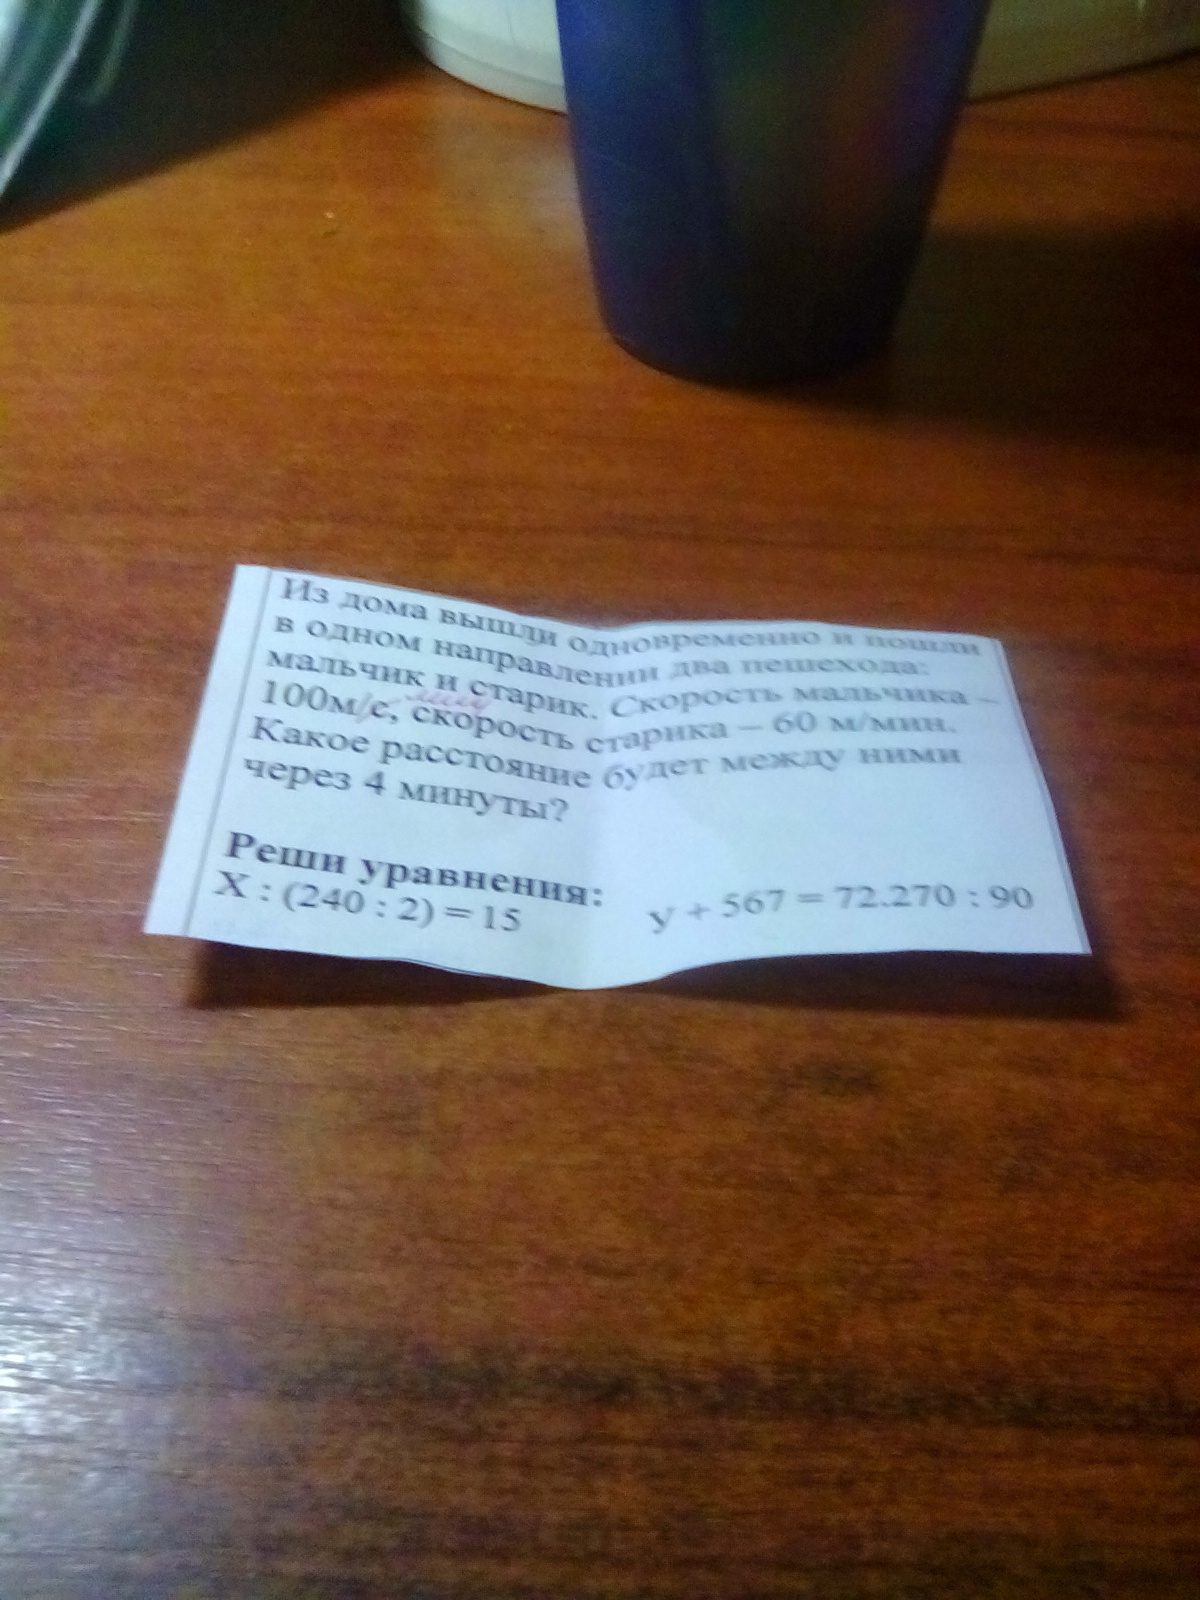 Из дома вышли одновременно и пошли
в одном направлении два пешехода:
мальчик и старик. Скорость мальчика –
мин
100м/с, скорость старика – 60 м/мин.
Какое расстояние будет между ними
через 4 минуты?
Реши уравнения:
Х : (240 : 2) = 15 у + 567 = 72.270 : 90